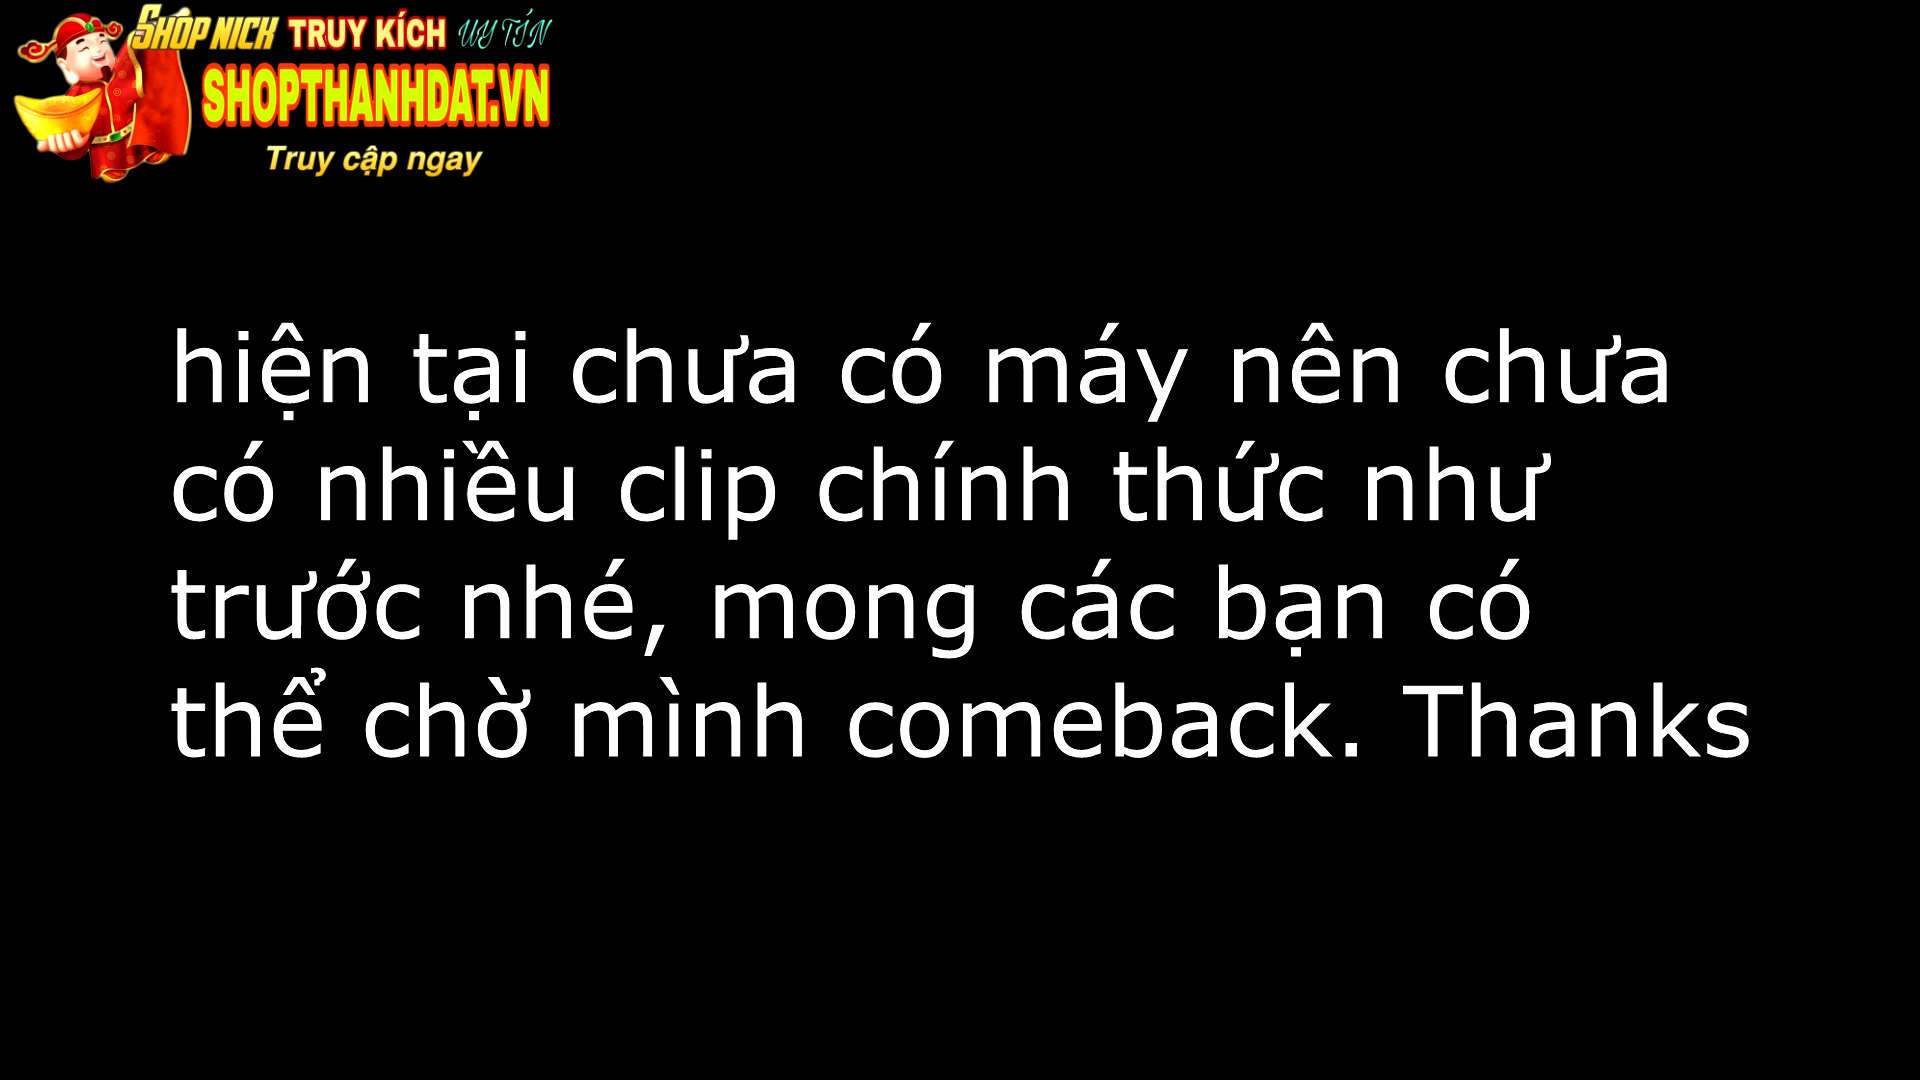 SHOP NICK TRUY KÍCH UY TÍN
SHOPTHANHDAT.VN
Truy cập ngay
hiện tại chưa có máy nên chưa
có nhiều clip chính thức như
trước nhé, mong các bạn có
thể chờ mình comeback. Thanks